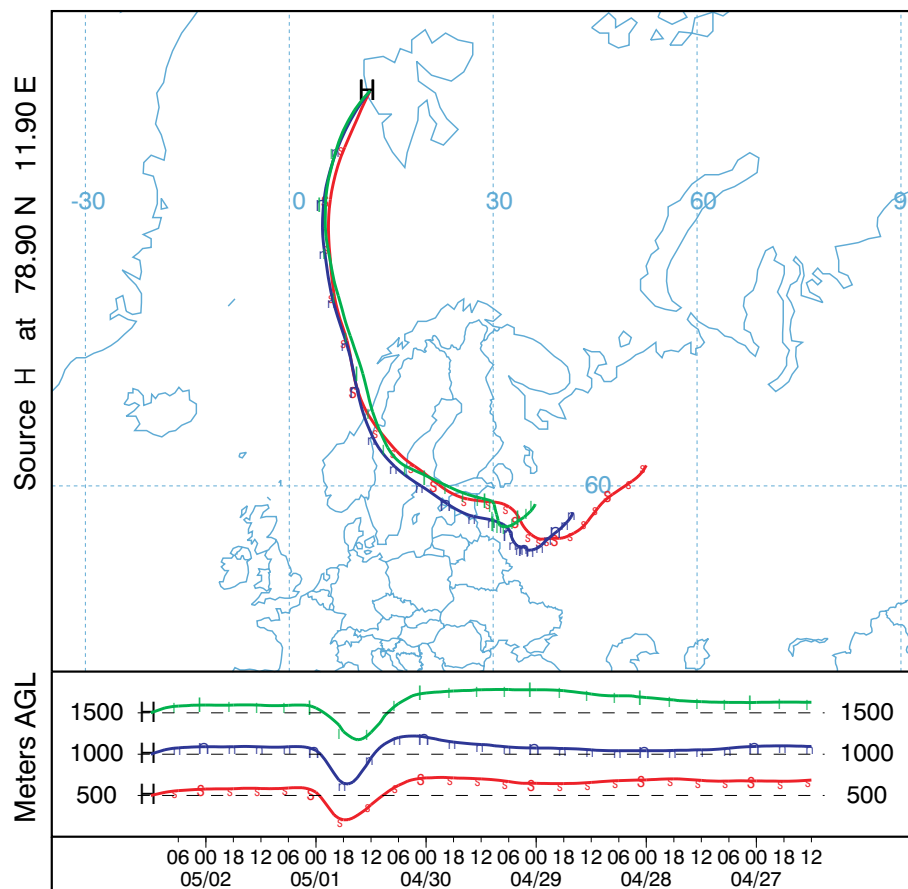 Source H at 78.90 N 11.90 E
H
-30 0 30 60 9
60
Meters AGL
1500 H 1500
1000 H 1000
500 H 500
06 00 18 12 06 00 18 12 06 00 18 12 06 00 18 12 06 00 18 12 06 00 18 12
05/02 05/01 04/30 04/29 04/28 04/27